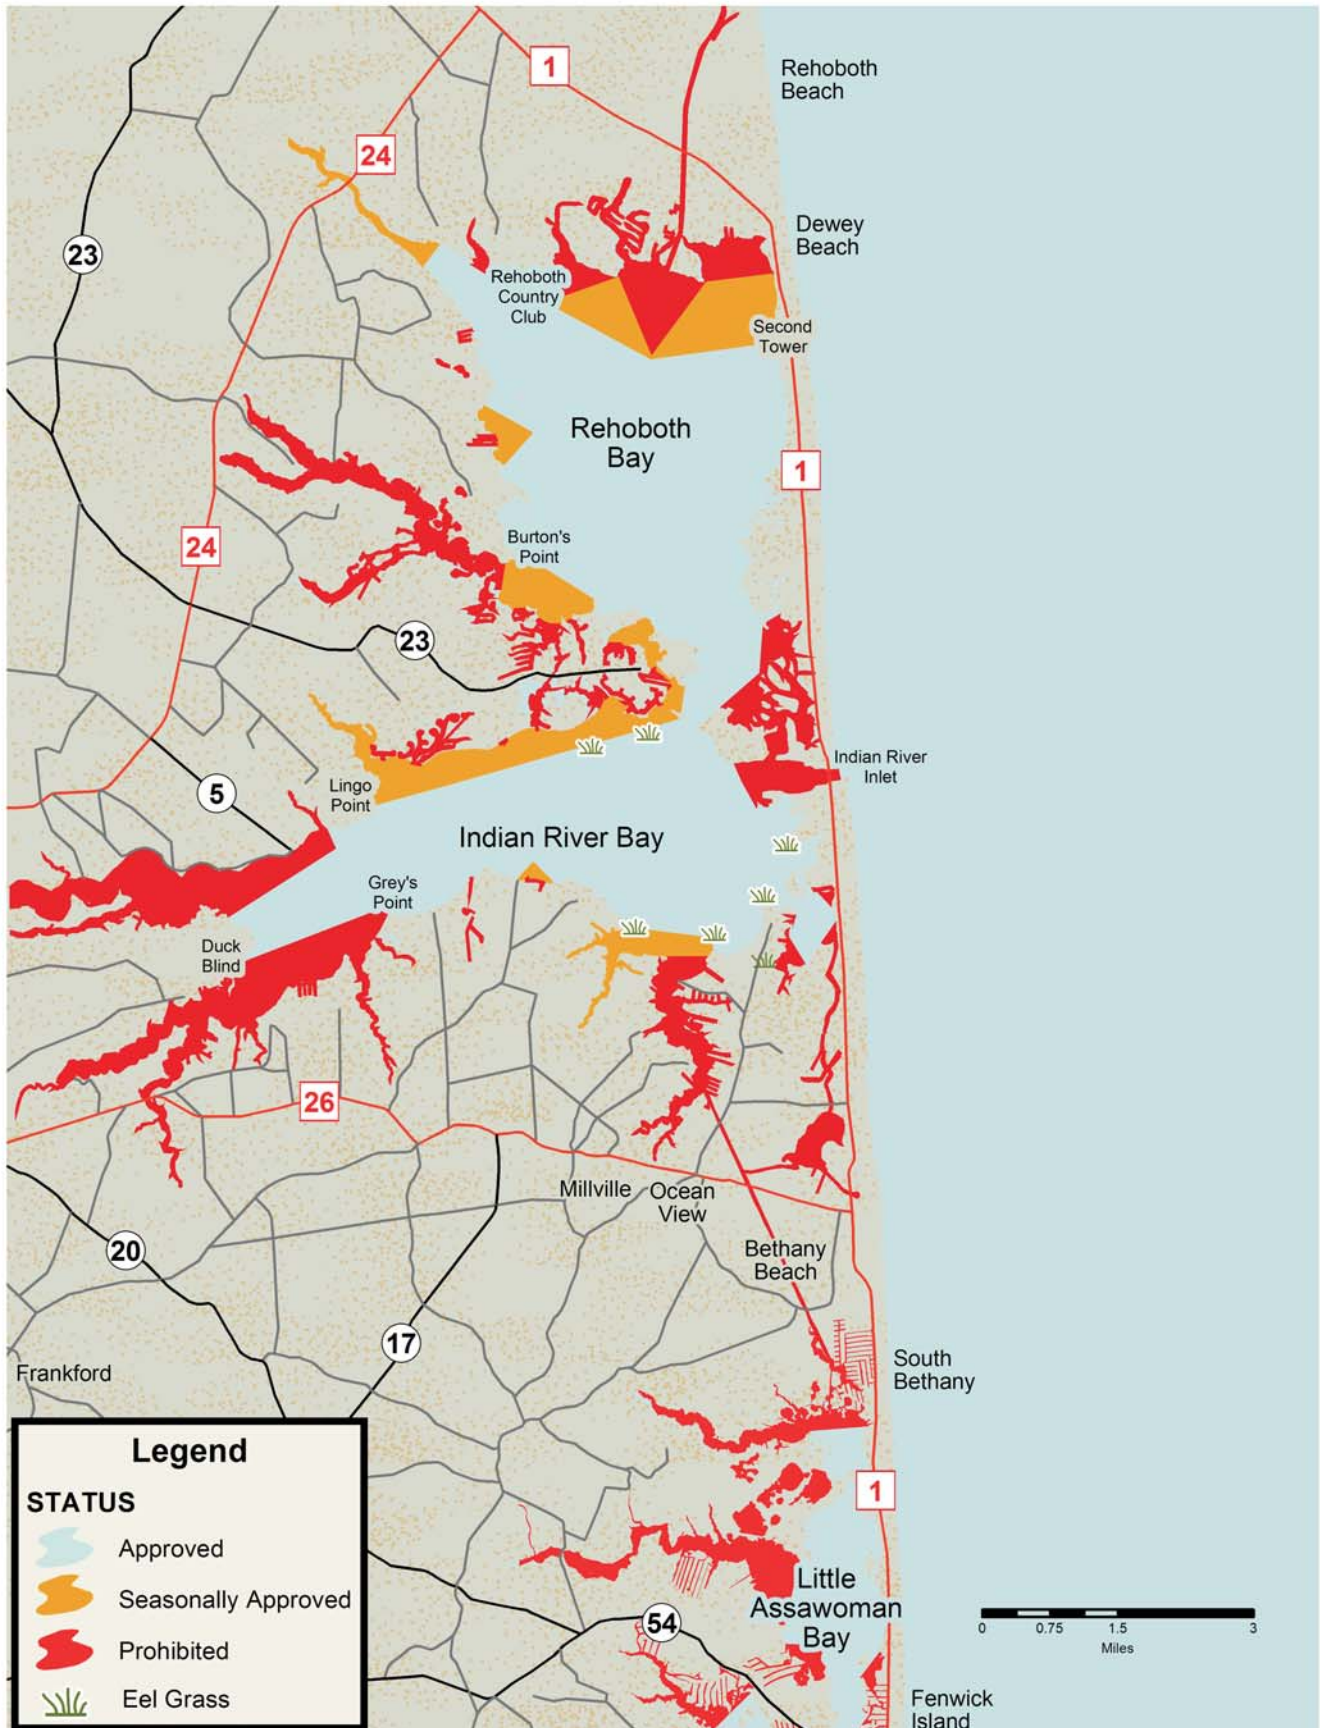 1
Rehoboth
Beach
24
Dewey
Beach
23
Rehoboth
Country
Club
Second
Tower
Rehoboth
Bay
1
24
Burton's
Point
23
Indian River
Inlet
Lingo
Point
5
Indian River Bay
Grey's
Point
Duck
Blind
26
Millville
Ocean
View
20
Bethany
Beach
17
South
Bethany
Frankford
1
Little
Assawoman
Bay
54
Fenwick
Island
Legend
STATUS
Approved
Seasonally Approved
Prohibited
Eel Grass
0 0.75 1.5 3
Miles